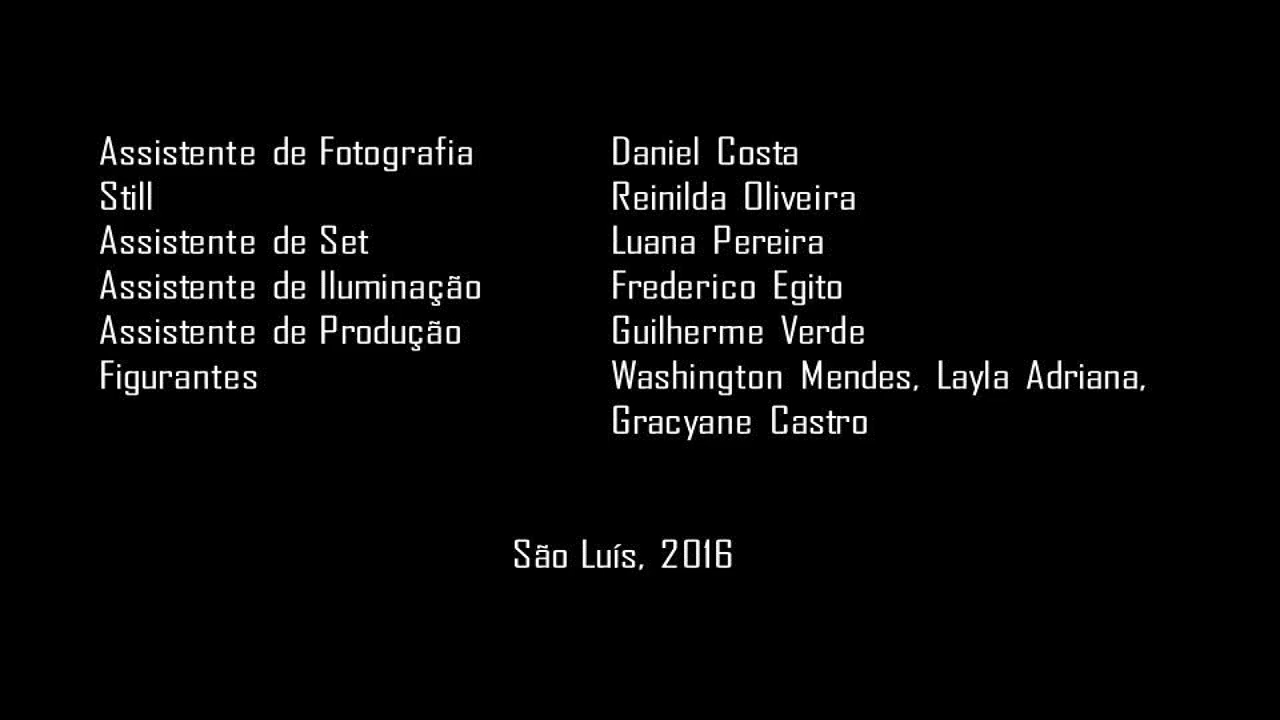 Assistente de Fotografia Daniel Costa
Still Reinilda Oliveira
Assistente de Set Luana Pereira
Assistente de Iluminação Frederico Egito
Assistente de Produção Guilherme Verde
Figurantes Washington Mendes, Layla Adriana,
Gracyane Castro
São Luís, 2016